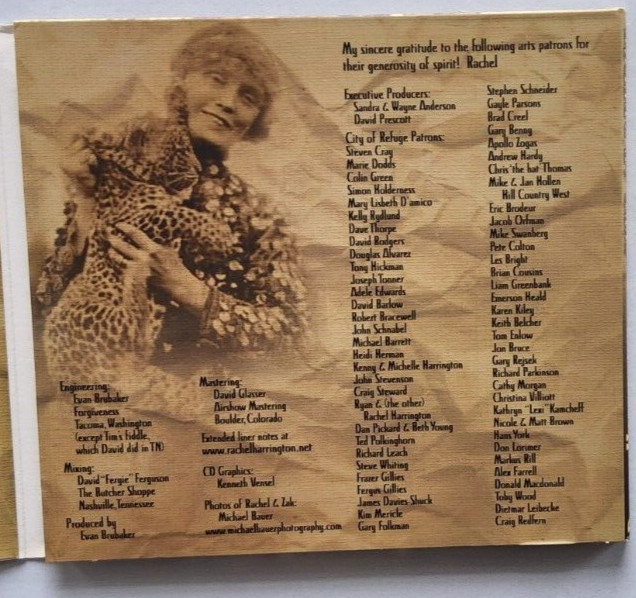 My sincere gratitude to the following arts patrons for
their generosity of spirit! Rachel
Executive Producers:
Sandra & Wayne Anderson
David Prescott
City of Refuge Patrons:
Steven Cray
Marie Dodds
Colin Green
Simon Holderness
Mary Lisbeth D'amico
Kelly Rydlund
Dave Thorpe
David Rodgers
Douglas Alvarez
Tony Hickman
Joseph Tonner
Adele Edwards
David Barlow
Robert Bracewell
John Schnabel
Michael Barrett
Heidi Herman
Kenny & Michelle Harrington
John Stevenson
Craig Steward
Ryan & (the other)
Rachel Harrington
Dan Pickard & Beth Young
Ted Polkinghorn
Richard Leach
Steve Whiting
Fraser Gillies
Fergus Gillies
James Davies-Shuck
Kim Mericle
Gary Folkman
Stephen Schneider
Gayle Parsons
Brad Creel
Gary Benny
Apollo Zogas
Andrew Hardy
Chris 'the hat' Thomas
Mike & Jan Hollen
Hill Country West
Eric Brodeur
Jacob Orfman
Mike Swanberg
Pete Colton
Les Bright
Brian Cousins
Liam Greenbank
Emerson Heald
Karen Kiley
Keith Belcher
Tom Enlow
Jon Bruce
Gary Rejsek
Richard Parkinson
Cathy Morgan
Christina Villiott
Kathryn "Lexi" Kamcheff
Nicole & Matt Brown
Hans York
Don Lorimer
Markus Rill
Alex Farrell
Donald Macdonald
Toby Wood
Dietmar Leibecke
Craig Redfern
Engineering:
Evan Brubaker
Forgiveness
Tacoma, Washington
(except Tim's Fiddle,
which David did in TN)
Mixing:
David "Fergie" Ferguson
The Butcher Shoppe
Nashville, Tennessee
Produced by
Evan Brubaker
Mastering:
David Glasser
Airshow Mastering
Boulder, Colorado
Extended liner notes at
www.rachelharrington.net
CD Graphics:
Kenneth Wensel
Photos of Rachel & Zak:
Michael Bauer
www.michaelbauerphotography.com